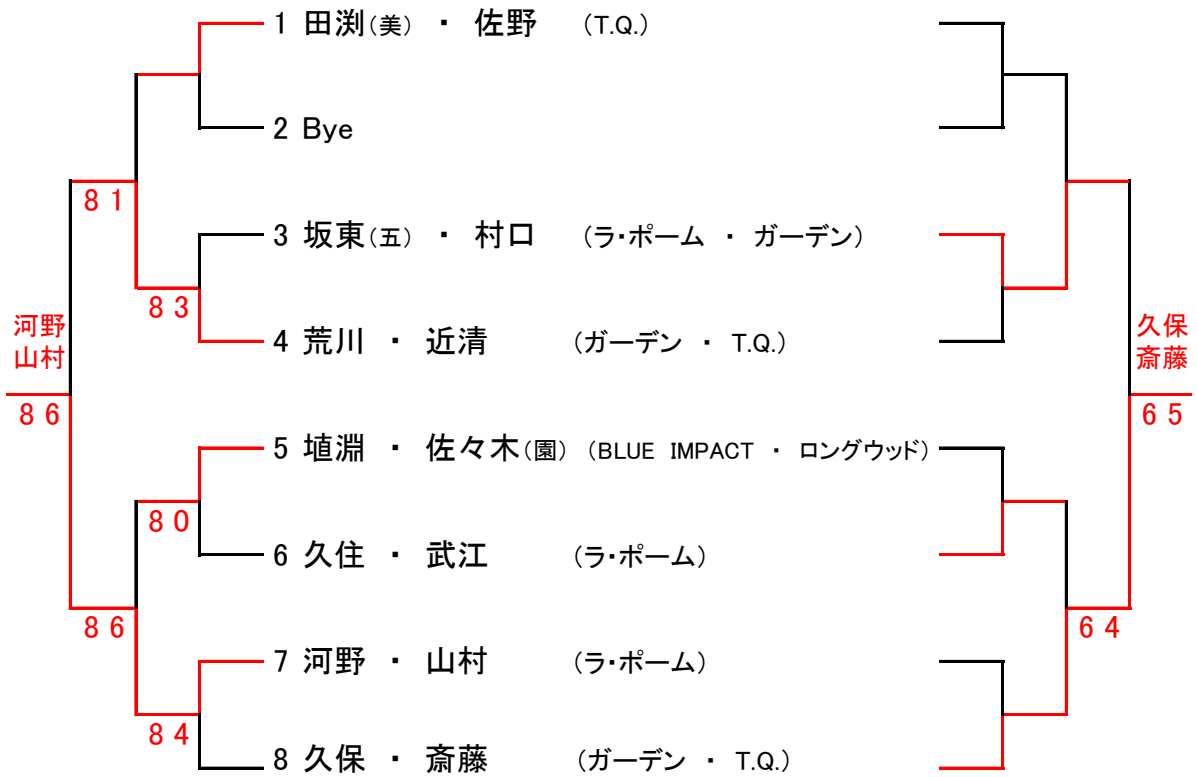 1 田渕(美) ・ 佐野 (T.Q.)
2 Bye
8 1
3 坂東(五) ・ 村口 (ラ・ポーム ・ ガーデン)
8 3
河野
山村
久保
斎藤
4 荒川 ・ 近清 (ガーデン ・ T.Q.)
8 6
6 5
5 埴淵 ・ 佐々木(園) (BLUE IMPACT ・ ロングウッド)
8 0
6 久住 ・ 武江 (ラ・ポーム)
8 6
6 4
7 河野 ・ 山村 (ラ・ポーム)
8 4
8 久保 ・ 斎藤 (ガーデン ・ T.Q.)